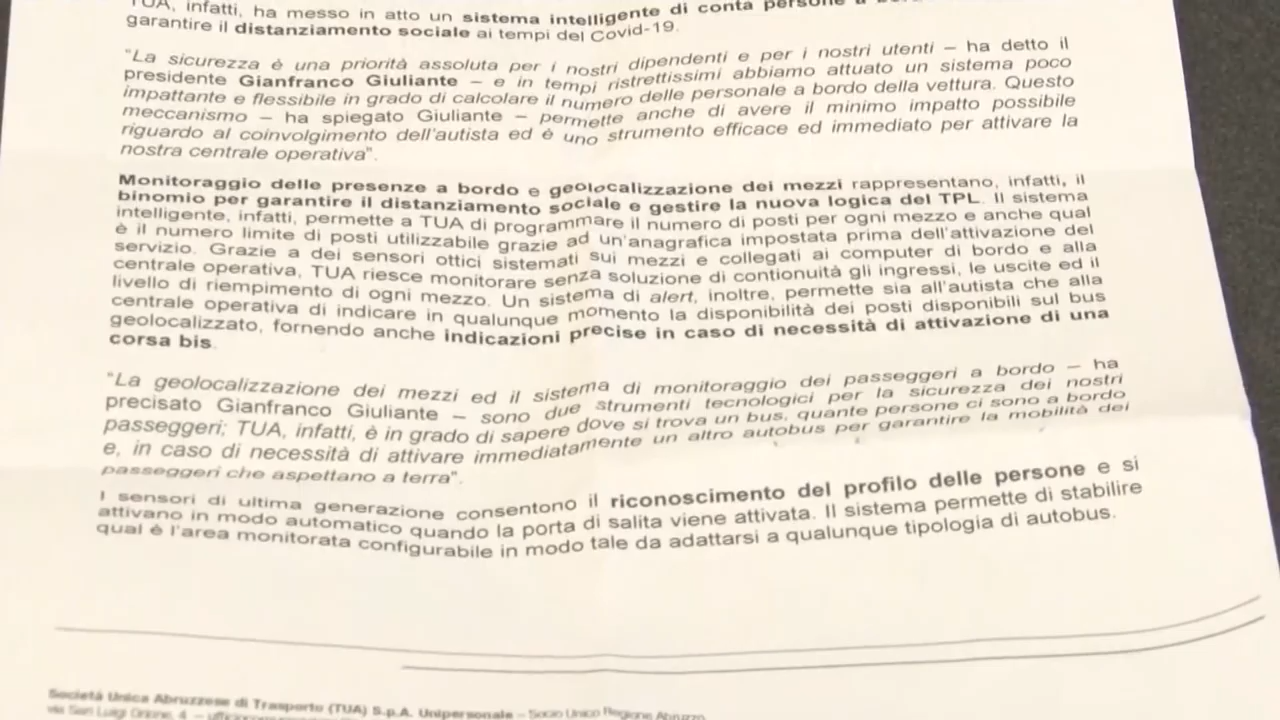 TUA, infatti, ha messo in atto un sistema intelligente di conta persone a
garantire il distanziamento sociale ai tempi del Covid-19.
“La sicurezza è una priorità assoluta per i nostri dipendenti e per i nostri utenti – ha detto il
presidente Gianfranco Giuliante – e in tempi ristrettissimi abbiamo attuato un sistema poco
impattante e flessibile in grado di calcolare il numero delle personale a bordo della vettura. Questo
meccanismo – ha spiegato Giuliante – permette anche di avere il minimo impatto possibile
riguardo al coinvolgimento dell'autista ed è uno strumento efficace ed immediato per attivare la
nostra centrale operativa”.
Monitoraggio delle presenze a bordo e geolocalizzazione dei mezzi rappresentano, infatti, il
binomio per garantire il distanziamento sociale e gestire la nuova logica del TPL. Il sistema
intelligente, infatti, permette a TUA di programmare il numero di posti per ogni mezzo e anche qual
è il numero limite di posti utilizzabile grazie ad un'anagrafica impostata prima dell'attivazione del
servizio. Grazie a dei sensori ottici sistemati sui mezzi e collegati ai computer di bordo e alla
centrale operativa, TUA riesce monitorare senza soluzione di contionuità gli ingressi, le uscite ed il
livello di riempimento di ogni mezzo. Un sistema di alert, inoltre, permette sia all'autista che alla
centrale operativa di indicare in qualunque momento la disponibilità dei posti disponibili sul bus
geolocalizzato, fornendo anche indicazioni precise in caso di necessità di attivazione di una
corsa bis.
“La geolocalizzazione dei mezzi ed il sistema di monitoraggio dei passeggeri a bordo – ha
precisato Gianfranco Giuliante – sono due strumenti tecnologici per la sicurezza dei nostri
passeggeri; TUA, infatti, è in grado di sapere dove si trova un bus, quante persone ci sono a bordo
e, in caso di necessità di attivare immediatamente un altro autobus per garantire la mobilità dei
passeggeri che aspettano a terra”.
I sensori di ultima generazione consentono il riconoscimento del profilo delle persone e si
attivano in modo automatico quando la porta di salita viene attivata. Il sistema permette di stabilire
qual è l'area monitorata configurabile in modo tale da adattarsi a qualunque tipologia di autobus.
Società Unica Abruzzese di Trasporto (TUA) S.p.A. Unipersonale – Socio Unico Regione Abruzzo
via San Luigi Orione, 4 –